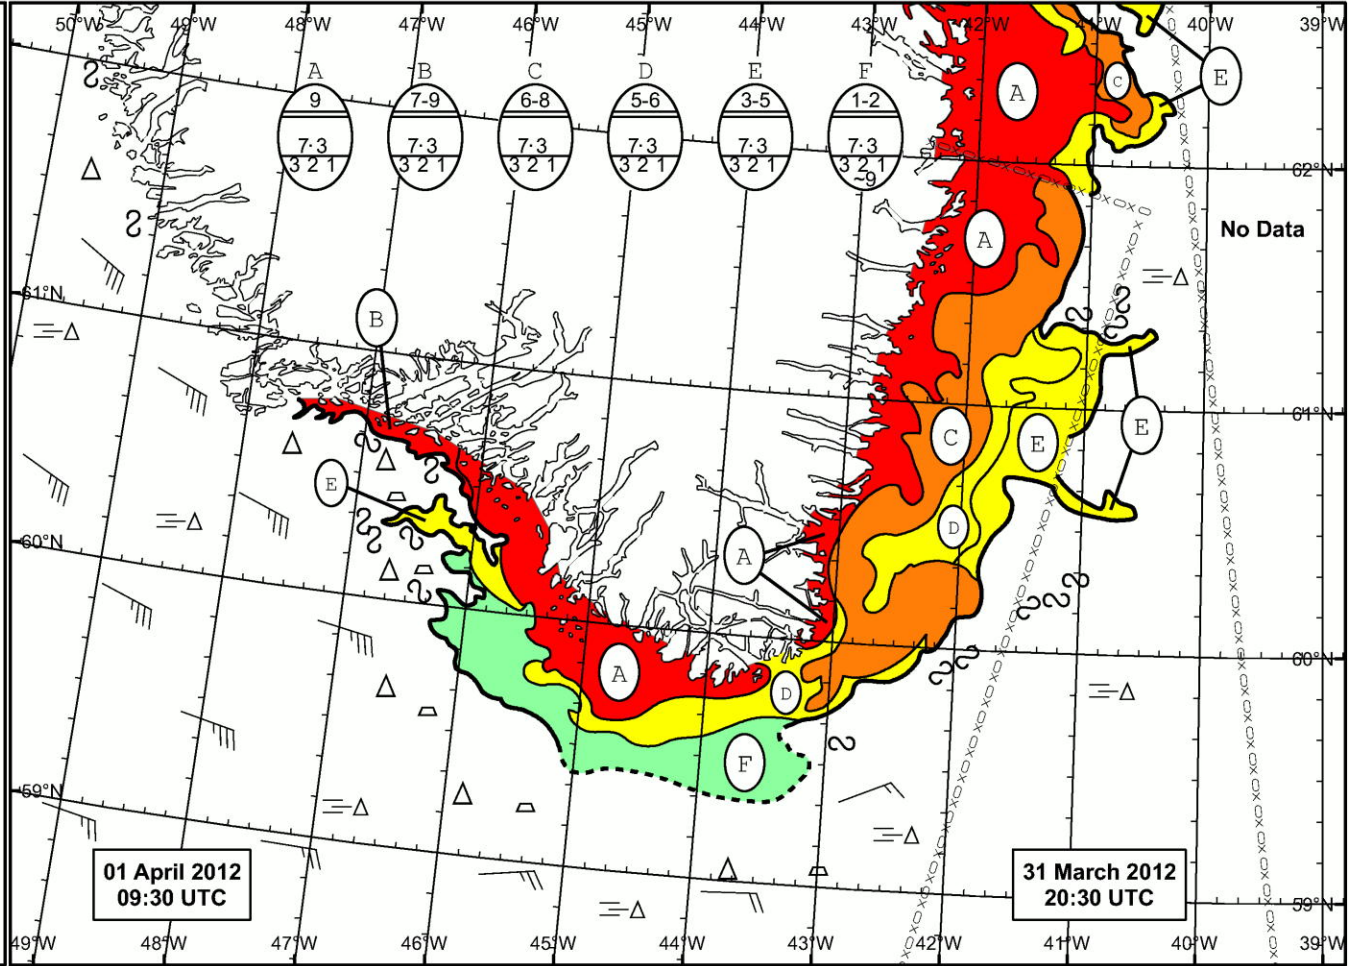 50°W 49°W 48°W 47°W 46°W 45°W 44°W 43°W 42°W 41°W 40°W 39°W
A B C D E F
9 7-9 6-8 5-6 3-5 1-2
7·3 7·3 7·3 7·3 7·3 7·3
3 2 1 3 2 1 3 2 1 3 2 1 3 2 1 3 2 1
-9
A
C
E
62°N
A
No Data
61°N
B
61°N
C
E
E
E
D
60°N
A
60°N
A
D
F
59°N
01 April 2012
09:30 UTC
31 March 2012
20:30 UTC
59°N
49°W 48°W 47°W 46°W 45°W 44°W 43°W 42°W 41°W 40°W 39°W